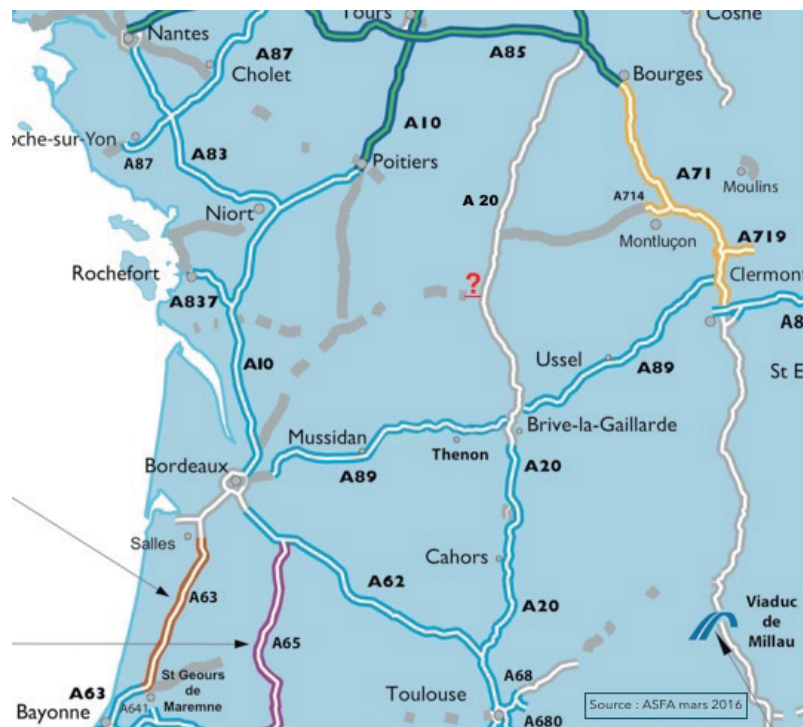 Tours
Cosne
Nantes
A87
A85
Cholet
Bourges
A10
oche-sur-Yon
A87
A83
Poitiers
A71
A 20
A714
Moulins
Niort
Montluçon
A719
Rochefort
?
Clermont
A837
A8
A10
Ussel
A89
St E
Mussidan
Brive-la-Gaillarde
Thenon
Bordeaux
A89
A20
Salles
Cahors
A62
A63
A20
Viaduc
de
Millau
A65
St Geours
de
Maremne
A68
A63
A641
Toulouse
Source : ASFA mars 2016
Bayonne
A680